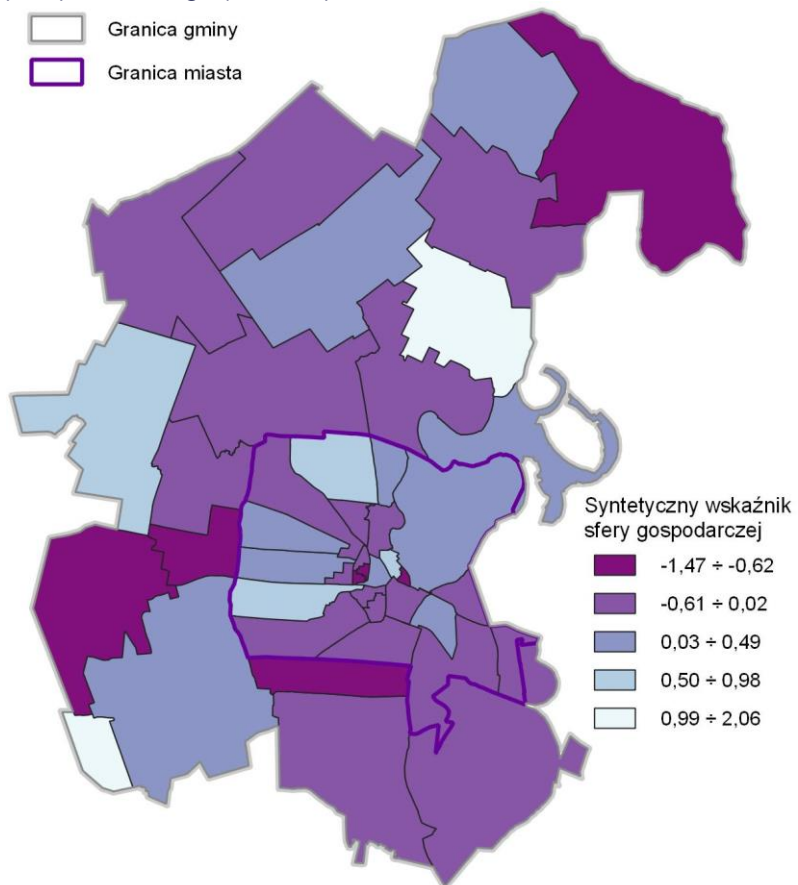 Granica gminy
Granica miasta
Syntetyczny wskaźnik
sfery gospodarczej
-1,47 ÷ -0,62
-0,61 ÷ 0,02
0,03 ÷ 0,49
0,50 ÷ 0,98
0,99 ÷ 2,06